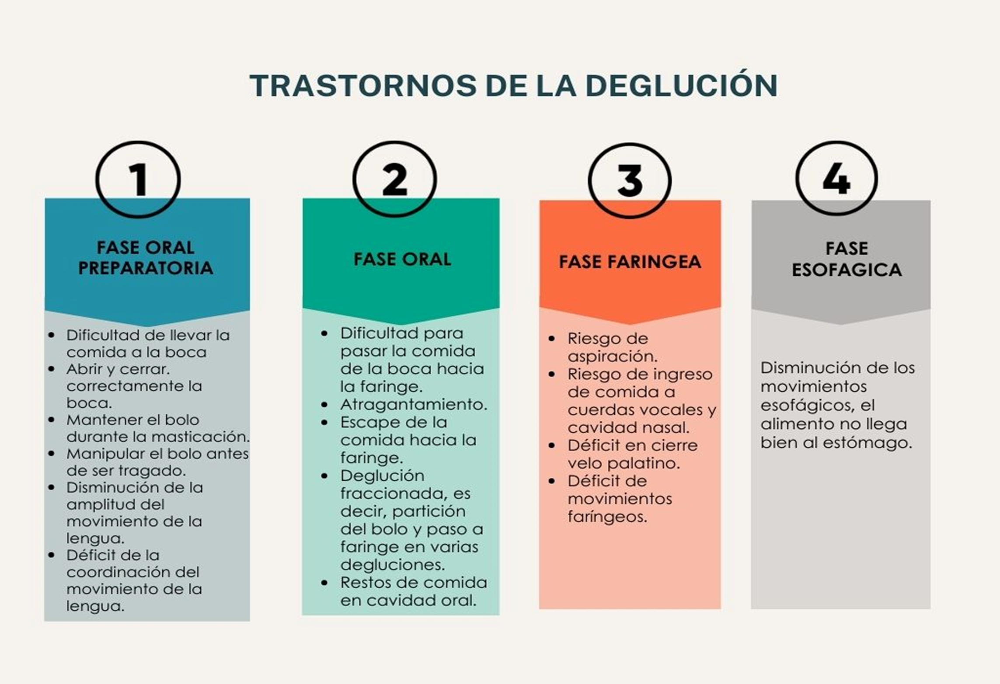 TRASTORNOS DE LA DEGLUCIÓN
1
FASE ORAL
PREPARATORIA
• Dificultad de llevar la
comida a la boca
• Abrir y cerrar.
correctamente la
boca.
• Mantener el bolo
durante la masticación.
• Manipular el bolo antes
de ser tragado.
• Disminución de la
amplitud del
movimiento de la
lengua.
• Déficit de la
coordinación del
movimiento de la
lengua.
2
FASE ORAL
• Dificultad para
pasar la comida
de la boca hacia
la faringe.
• Atragantamiento.
• Escape de la
comida hacia la
faringe.
• Deglución
fraccionada, es
decir, partición
del bolo y paso a
faringe en varias
degluciones.
• Restos de comida
en cavidad oral.
3
FASE FARINGEA
• Riesgo de
aspiración.
• Riesgo de ingreso
de comida a
cuerdas vocales y
cavidad nasal.
• Déficit en cierre
velo palatino.
• Déficit de
movimientos
faríngeos.
4
FASE
ESOFAGICA
Disminución de los
movimientos
esofágicos, el
alimento no llega
bien al estómago.